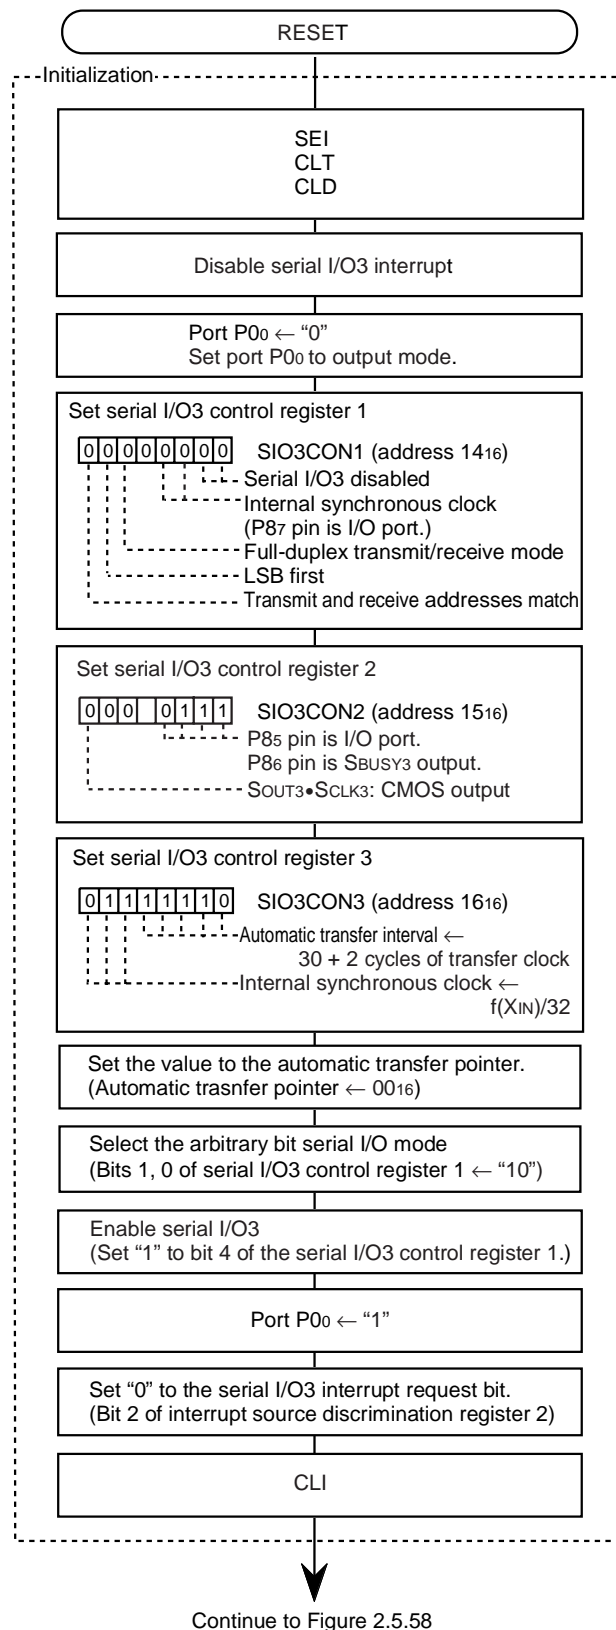 RESET
Initialization
SEI
CLT
CLD
Disable serial I/O3 interrupt
Port P00 ← “0”
Set port P00 to output mode.
Set serial I/O3 control register 1
0 0 0 0 0 0 0 0 SIO3CON1 (address 1416)
Serial I/O3 disabled
Internal synchronous clock
(P87 pin is I/O port.)
Full-duplex transmit/receive mode
LSB first
Transmit and receive addresses match
Set serial I/O3 control register 2
0 0 0 0 1 1 1 SIO3CON2 (address 1516)
P85 pin is I/O port.
P86 pin is SBUSY3 output.
SOUT3•SCLK3: CMOS output
Set serial I/O3 control register 3
0 1 1 1 1 1 1 0 SIO3CON3 (address 1616)
Automatic transfer interval ←
30 + 2 cycles of transfer clock
Internal synchronous clock ←
f(XIN)/32
Set the value to the automatic transfer pointer.
(Automatic trasnfer pointer ← 0016)
Select the arbitrary bit serial I/O mode
(Bits 1, 0 of serial I/O3 control register 1 ← “10”)
Enable serial I/O3
(Set “1” to bit 4 of the serial I/O3 control register 1.)
Port P00 ← “1”
Set “0” to the serial I/O3 interrupt request bit.
(Bit 2 of interrupt source discrimination register 2)
CLI
Continue to Figure 2.5.58